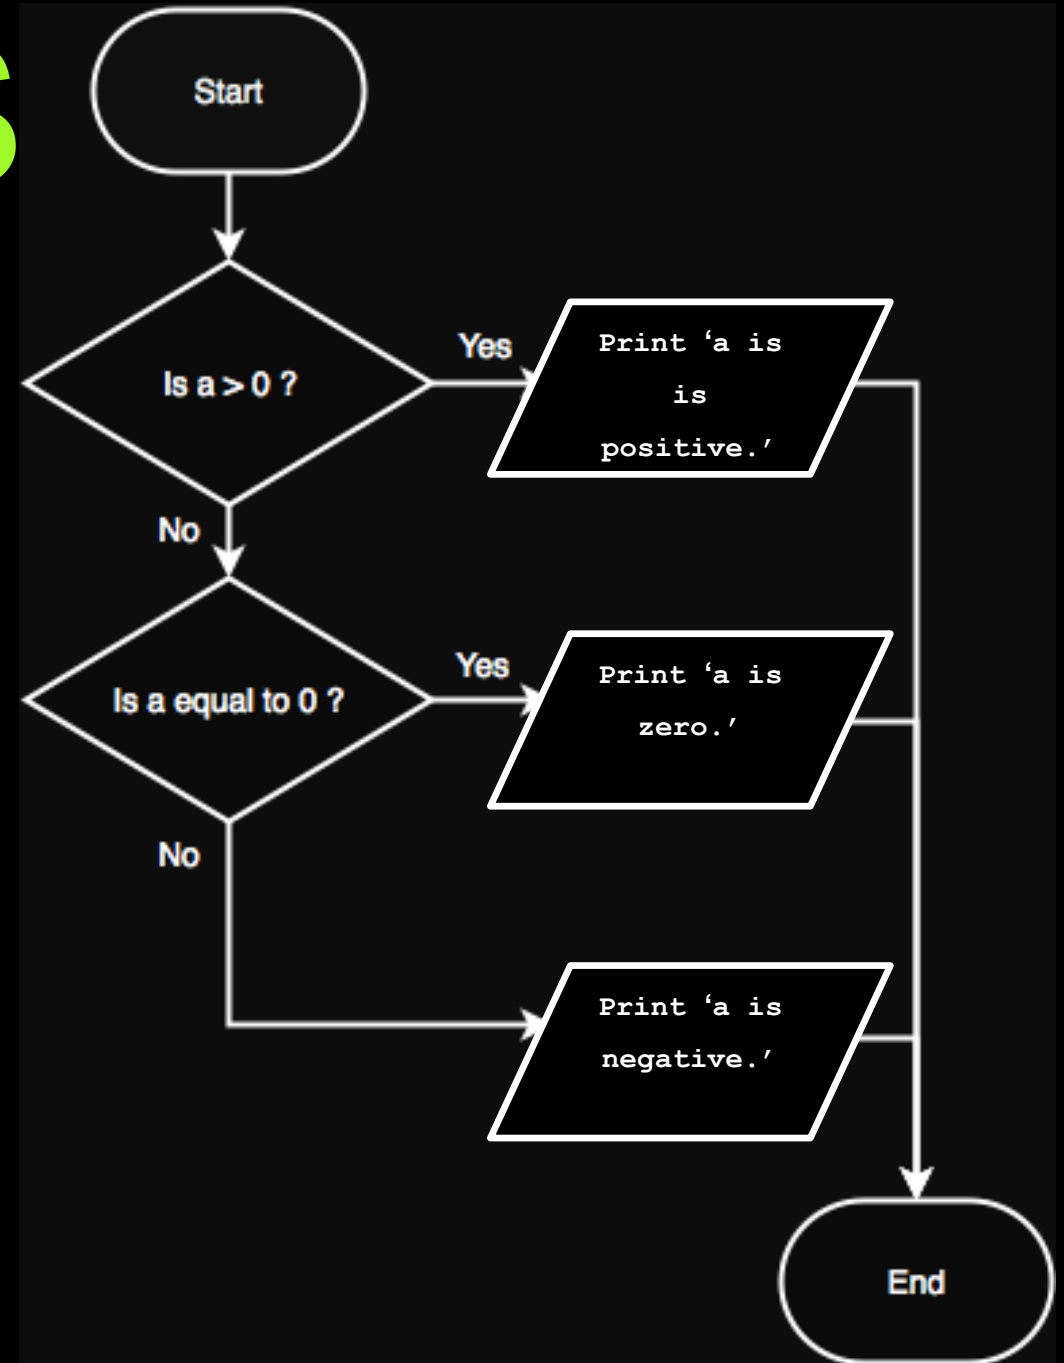 Start
Is a > 0 ?
Yes
Print ‘a is
is
positive.’
No
Is a equal to 0 ?
Yes
Print ‘a is
zero.’
No
Print ‘a is
negative.’
End